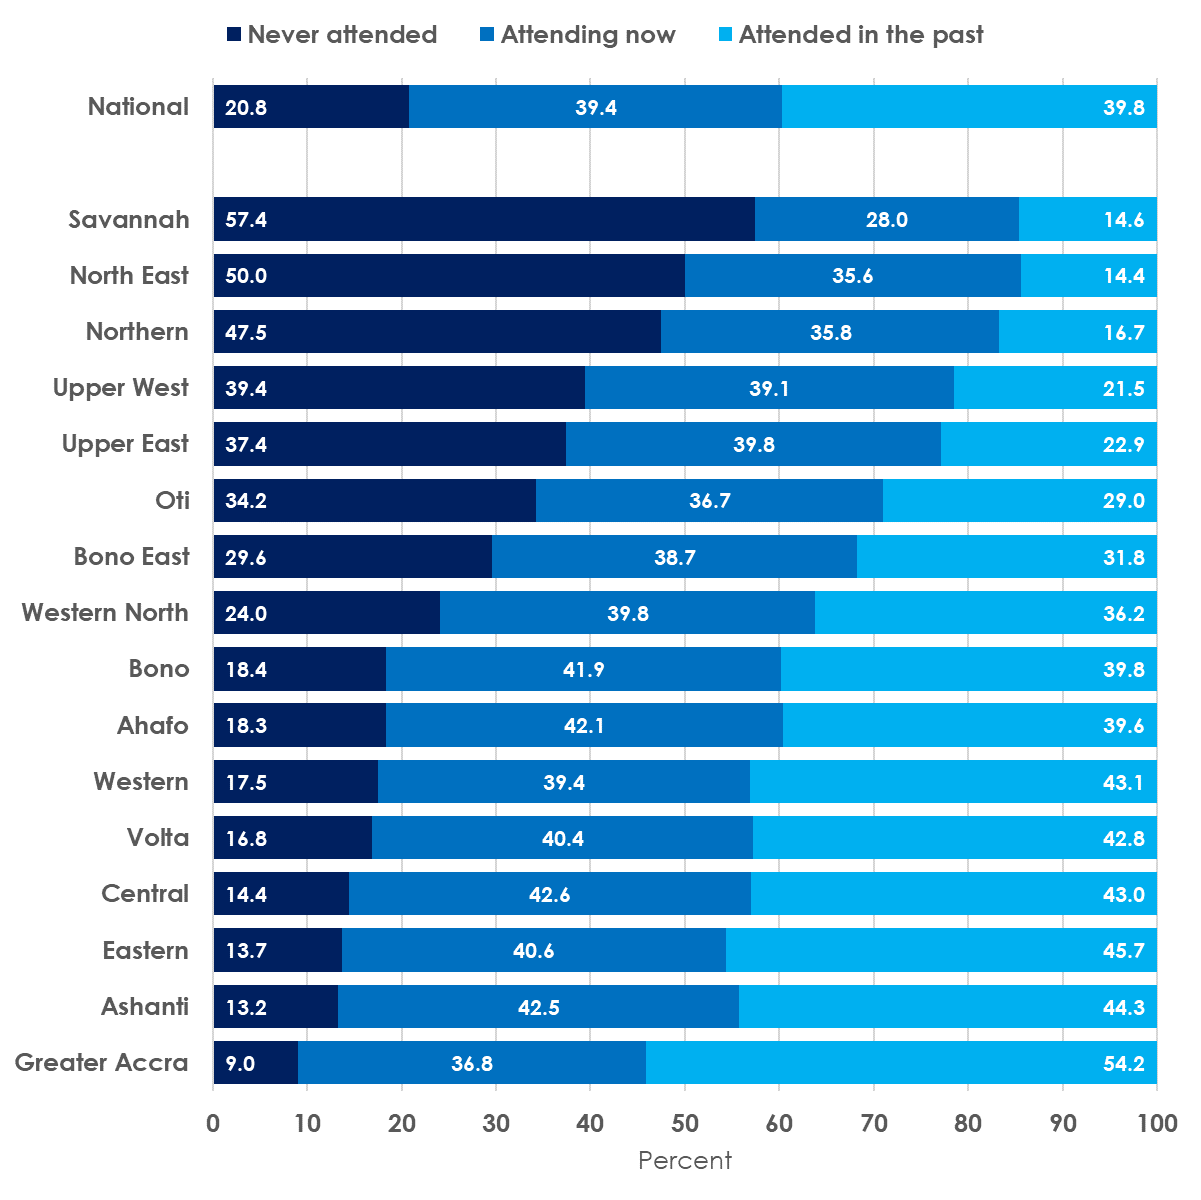 Never attended Attending now Attended in the past
National 20.8 39.4 39.8
Savannah 57.4 28.0 14.6
North East 50.0 35.6 14.4
Northern 47.5 35.8 16.7
Upper West 39.4 39.1 21.5
Upper East 37.4 39.8 22.9
Oti 34.2 36.7 29.0
Bono East 29.6 38.7 31.8
Western North 24.0 39.8 36.2
Bono 18.4 41.9 39.8
Ahafo 18.3 42.1 39.6
Western 17.5 39.4 43.1
Volta 16.8 40.4 42.8
Central 14.4 42.6 43.0
Eastern 13.7 40.6 45.7
Ashanti 13.2 42.5 44.3
Greater Accra 9.0 36.8 54.2
0 10 20 30 40 50 60 70 80 90 100
Percent